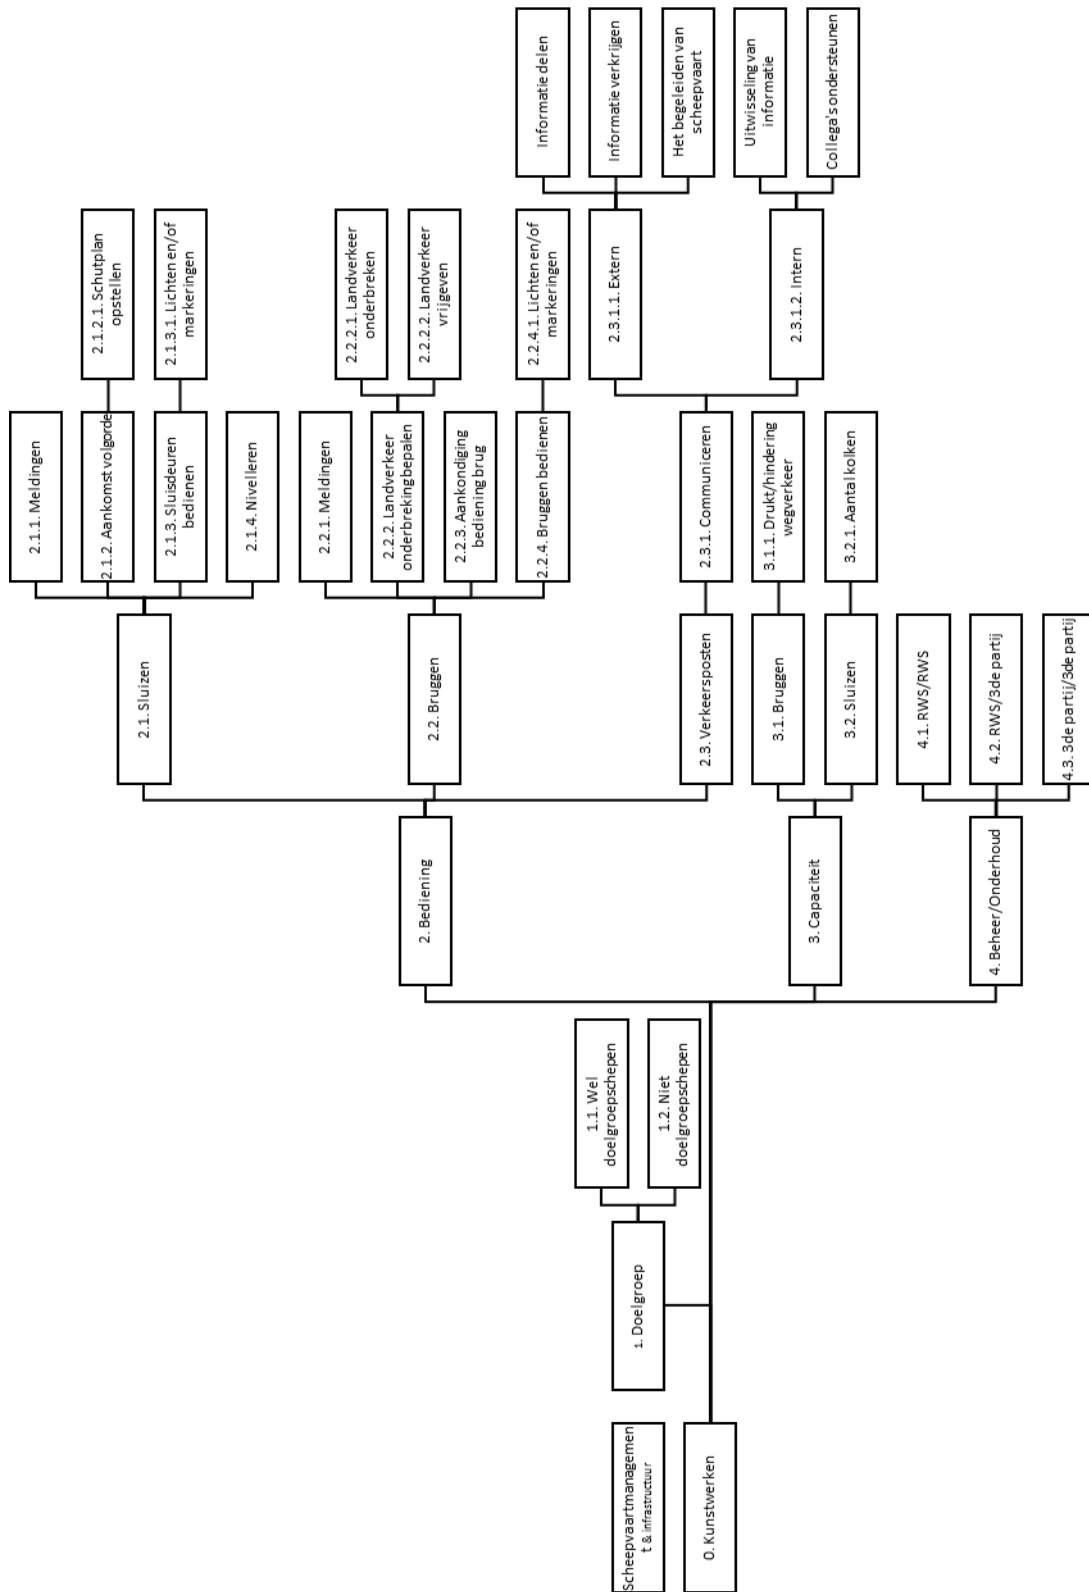 Scheepvaartmanagemen
t & infrastructuur
0. Kunstwerken
1. Doelgroep
1.1. Wel
doelgroepschepen
1.2. Niet
doelgroepschepen
2. Bediening
2.1. Sluizen
2.1.1. Meldingen
2.1.2. Aankomst volgorde
2.1.2.1. Schutplan
opstellen
2.1.3. Sluisdeuren
bedienen
2.1.3.1. Lichten en/of
markeringen
2.1.4. Nivelleren
2.2. Bruggen
2.2.1. Meldingen
2.2.2. Landverkeer
onderbreking bepalen
2.2.2.1. Landverkeer
onderbreken
2.2.2.2. Landverkeer
vrijgeven
2.2.3. Aankondiging
bediening brug
2.2.4. Bruggen bedienen
2.2.4.1. Lichten en/of
markeringen
2.3. Verkeersposten
2.3.1. Communiceren
2.3.1.1. Extern
Informatie delen
Informatie verkrijgen
Het begeleiden van
scheepvaart
2.3.1.2. Intern
Uitwisseling van
informatie
Collega's ondersteunen
3. Capaciteit
3.1. Bruggen
3.1.1. Drukt/hindering
wegverkeer
3.2. Sluizen
3.2.1. Aantal kolken
4. Beheer/Onderhoud
4.1. RWS/RWS
4.2. RWS/3de partij
4.3. 3de partij/3de partij